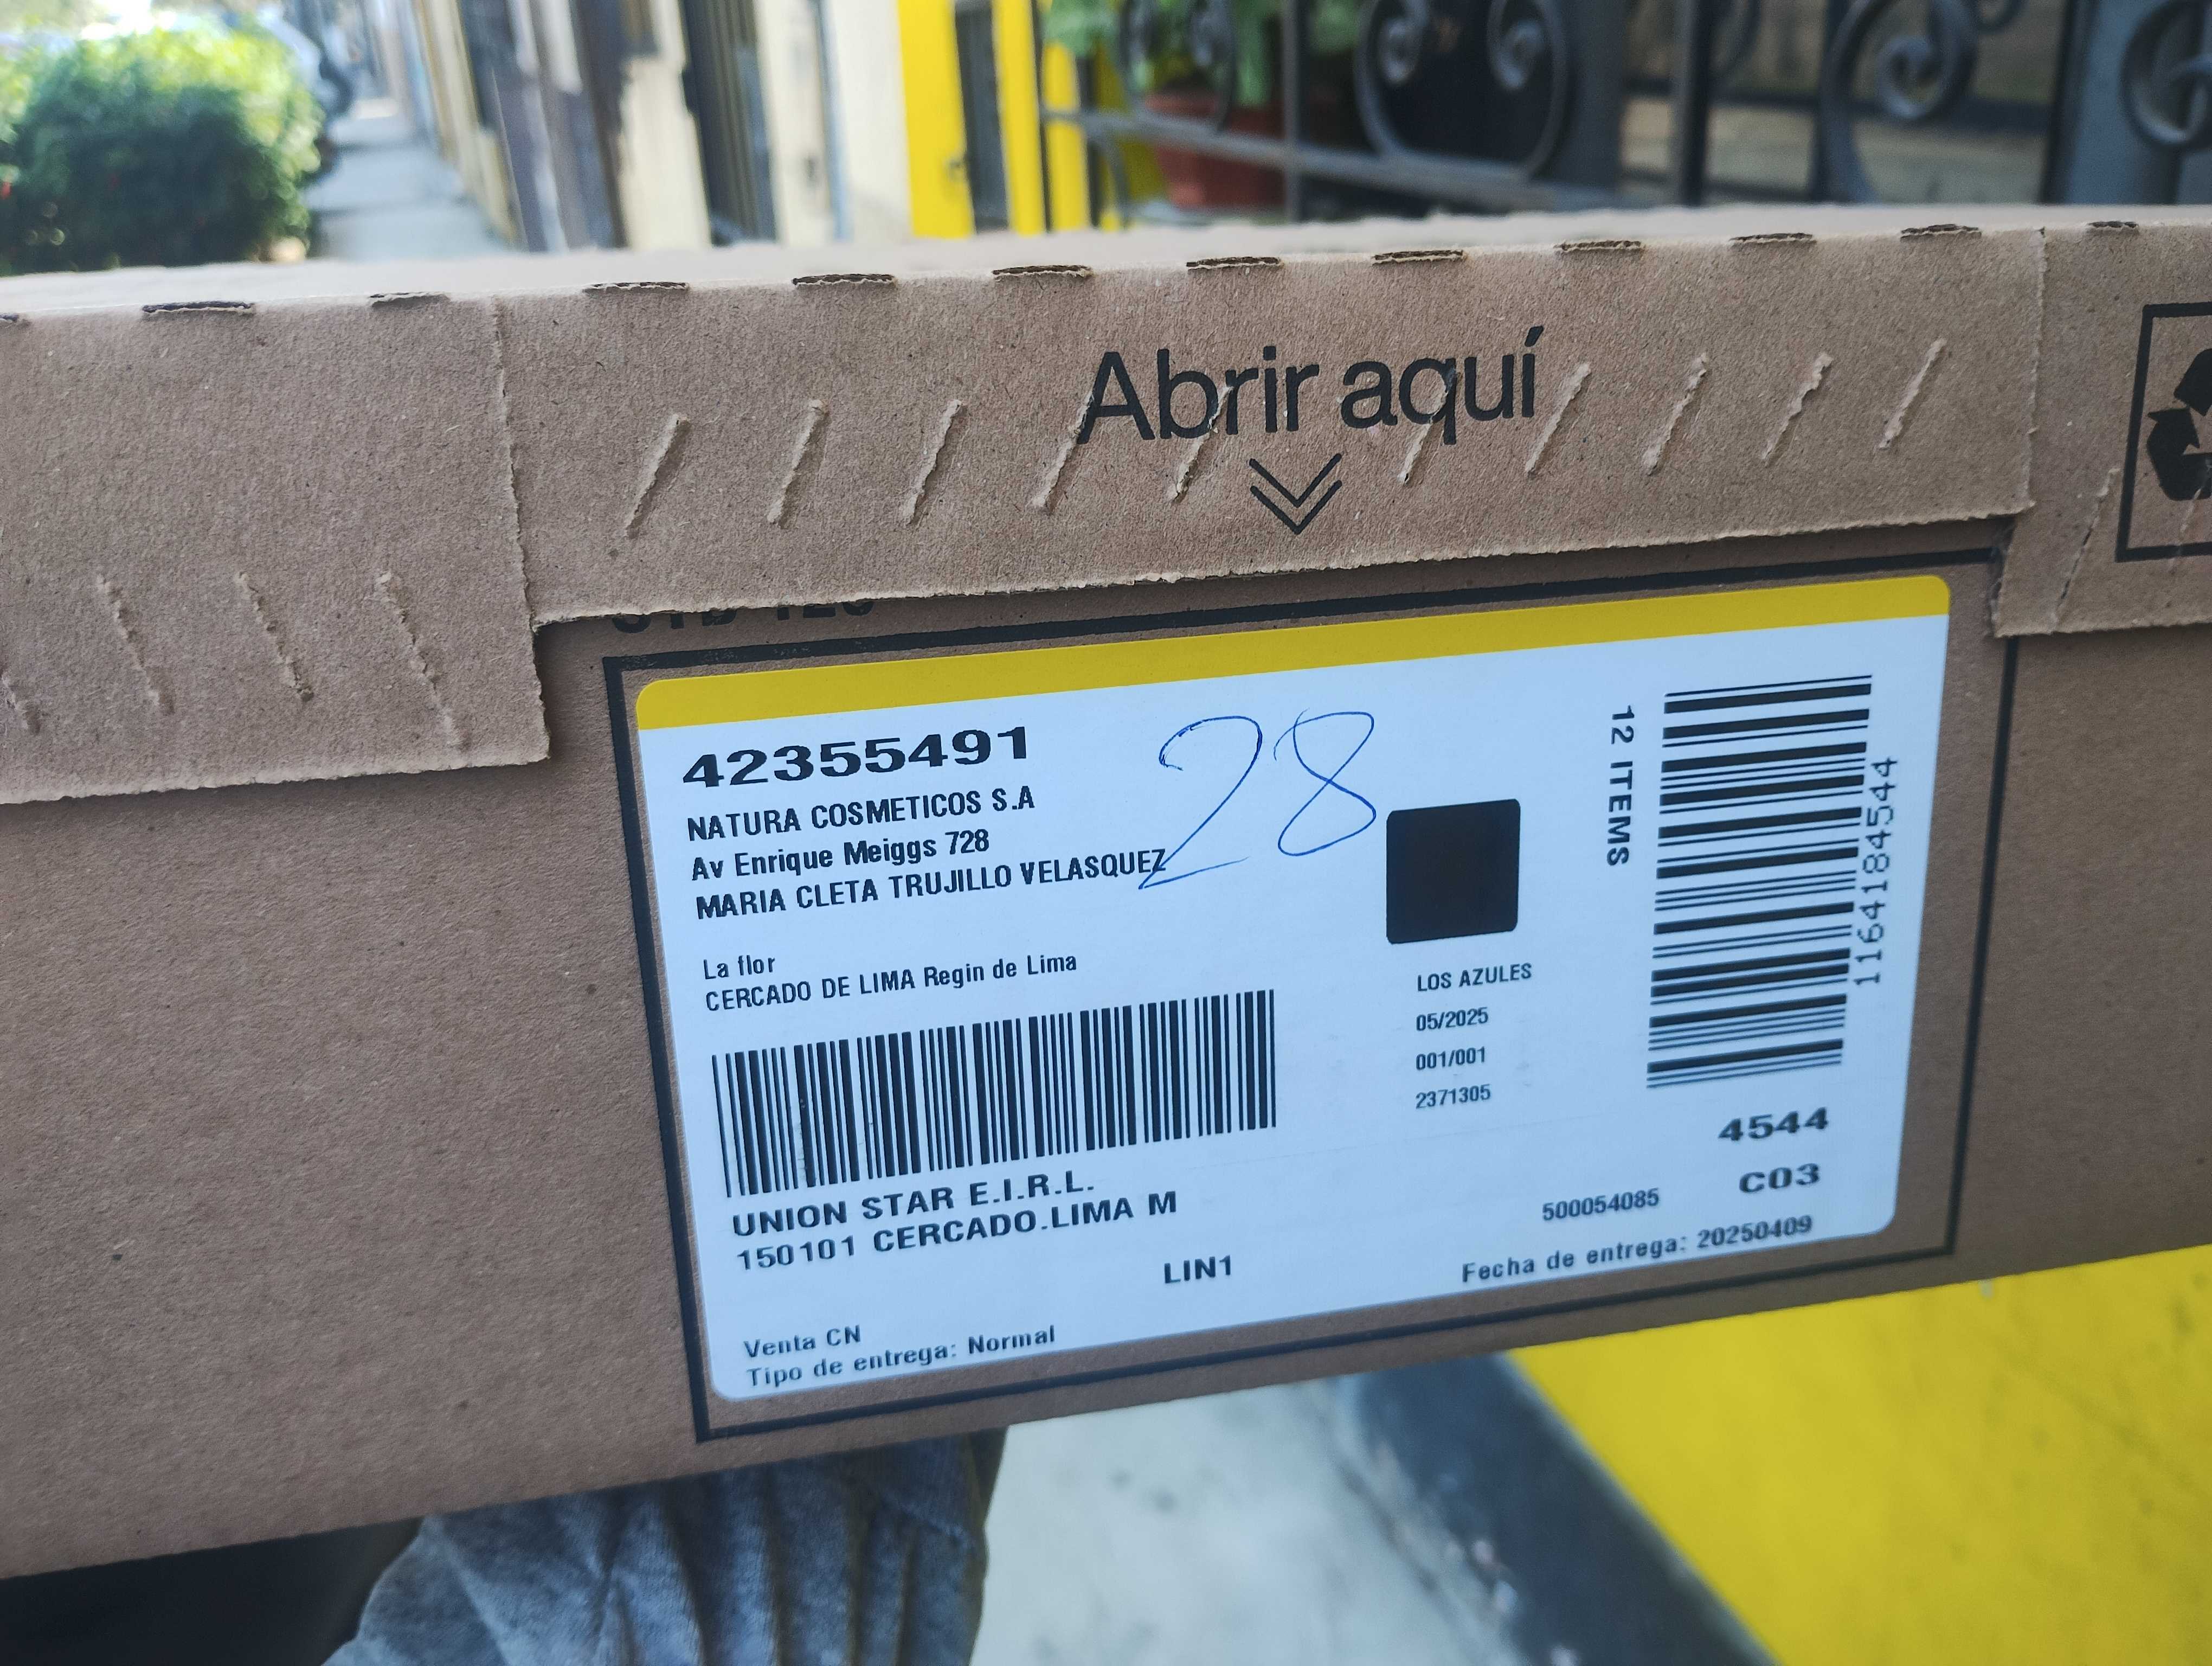 Abrir aquí
42355491
28
NATURA COSMETICOS S.A
Av Enrique Meiggs 728
MARIA CLETA TRUJILLO VELASQUEZ
La flor
CERCADO DE LIMA Regin de Lima
UNION STAR E.I.R.L.
150101 CERCADO.LIMA M
LIN1
Venta CN
Tipo de entrega: Normal
LOS AZULES
05/2025
001/001
2371305
12 ITEMS
1164184544
4544
C03
500054085
Fecha de entrega: 20250409